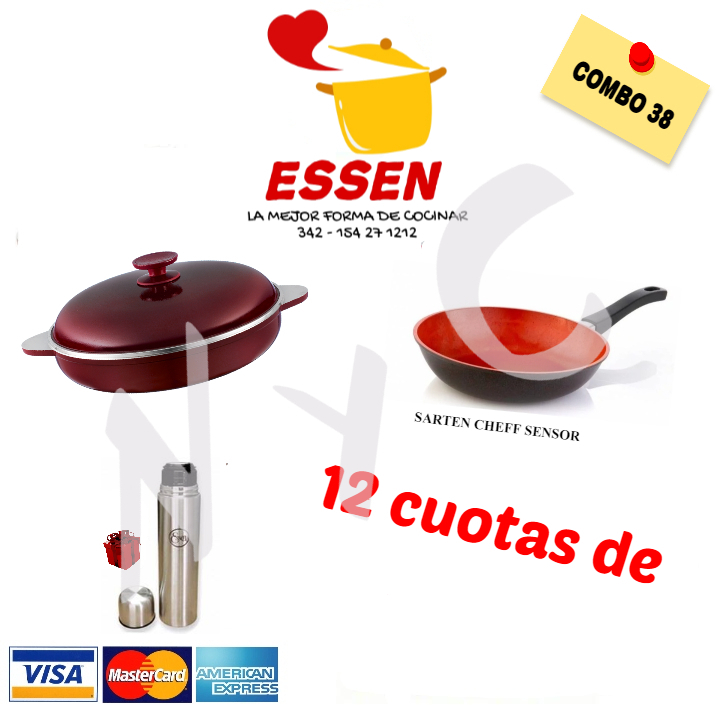 COMBO 38
ESSEN
LA MEJOR FORMA DE COCINAR
342 - 154 27 1212
SARTEN CHEFF SENSOR
12 cuotas de
NYC
VISA
MasterCard
AMERICAN
EXPRESS